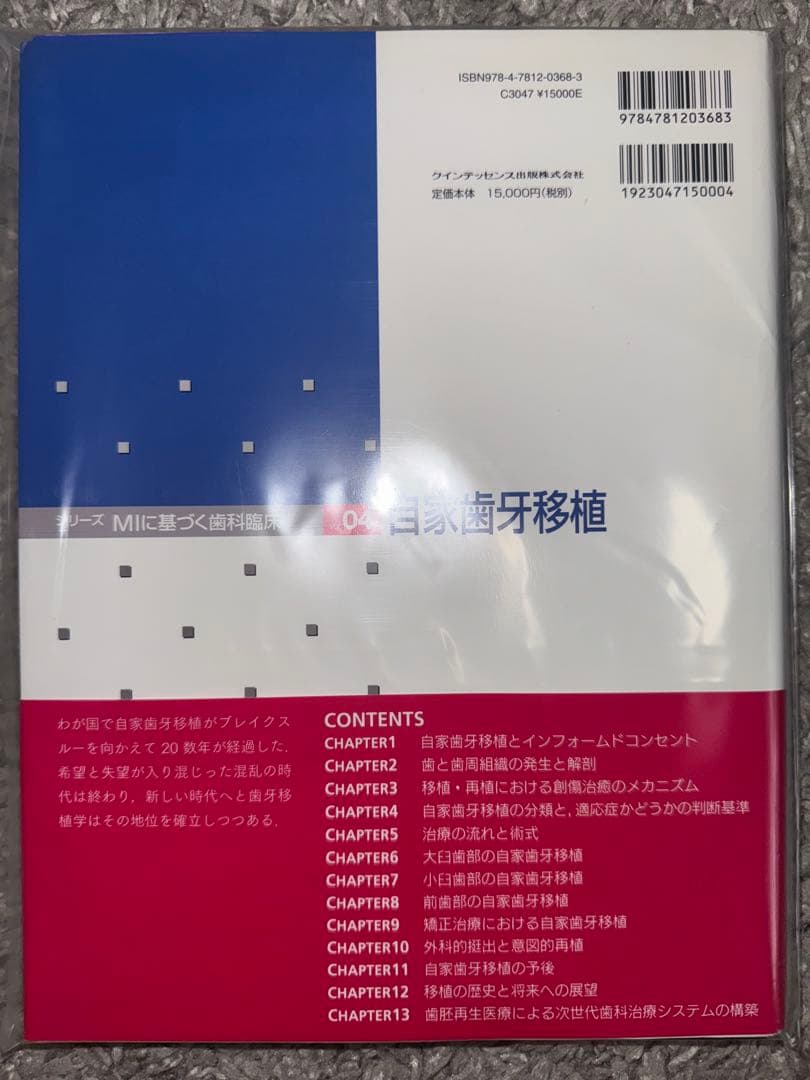 ISBN978-4-7812-0368-3
C3047 ¥15000E
9784781203683
クインテッセンス出版株式会社
定価本体 15,000円(税別)
1923047150004
シリーズ MIに基づく歯科臨床 04 自家歯牙移植
わが国で自家歯牙移植がブレイクス
ルーを向かえて 20 数年が経過した.
希望と失望が入り混じった混乱の時
代は終わり, 新しい時代へと歯牙移
植学はその地位を確立しつつある.
CONTENTS
CHAPTER1 自家歯牙移植とインフォームドコンセント
CHAPTER2 歯と歯周組織の発生と解剖
CHAPTER3 移植・再植における創傷治癒のメカニズム
CHAPTER4 自家歯牙移植の分類と, 適応症かどうかの判断基準
CHAPTER5 治療の流れと術式
CHAPTER6 大臼歯部の自家歯牙移植
CHAPTER7 小臼歯部の自家歯牙移植
CHAPTER8 前歯部の自家歯牙移植
CHAPTER9 矯正治療における自家歯牙移植
CHAPTER10 外科的挺出と意図的再植
CHAPTER11 自家歯牙移植の予後
CHAPTER12 移植の歴史と将来への展望
CHAPTER13 歯胚再生医療による次世代歯科治療システムの構築